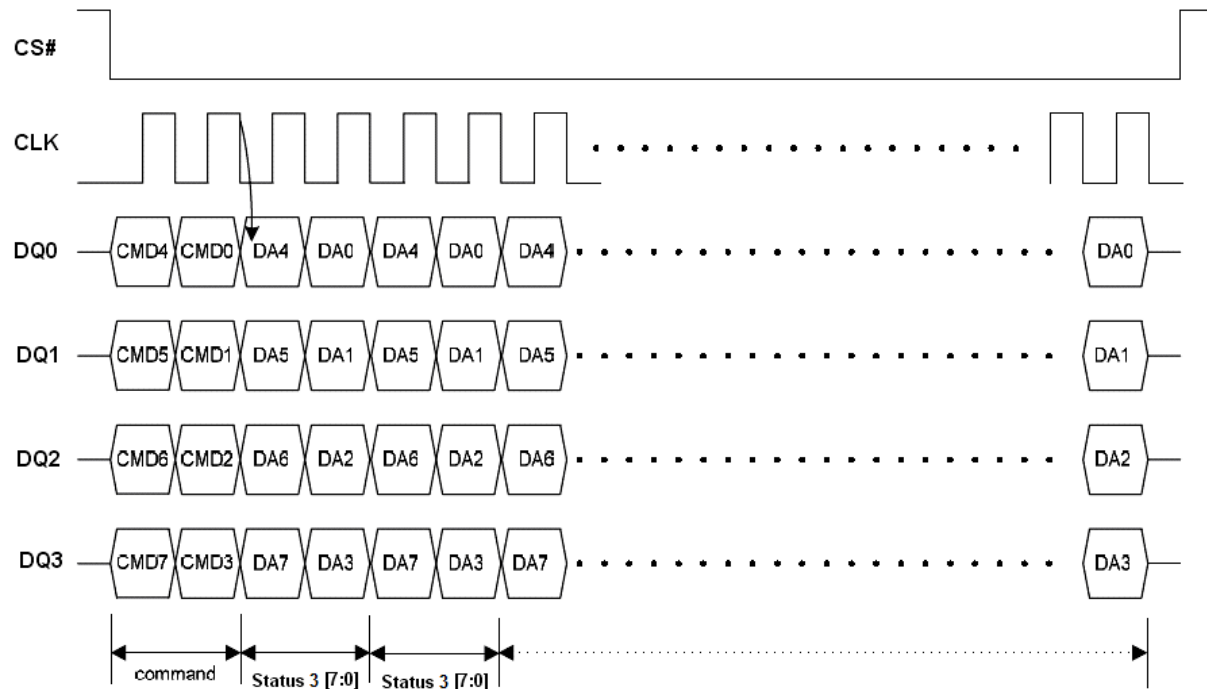 CS#
CLK
DQ0 CMD4 CMD0 DA4 DA0 DA4 DA0 DA4 DA0
DQ1 CMD5 CMD1 DA5 DA1 DA5 DA1 DA5 DA1
DQ2 CMD6 CMD2 DA6 DA2 DA6 DA2 DA6 DA2
DQ3 CMD7 CMD3 DA7 DA3 DA7 DA3 DA7 DA3
command Status 3 [7:0] Status 3 [7:0]